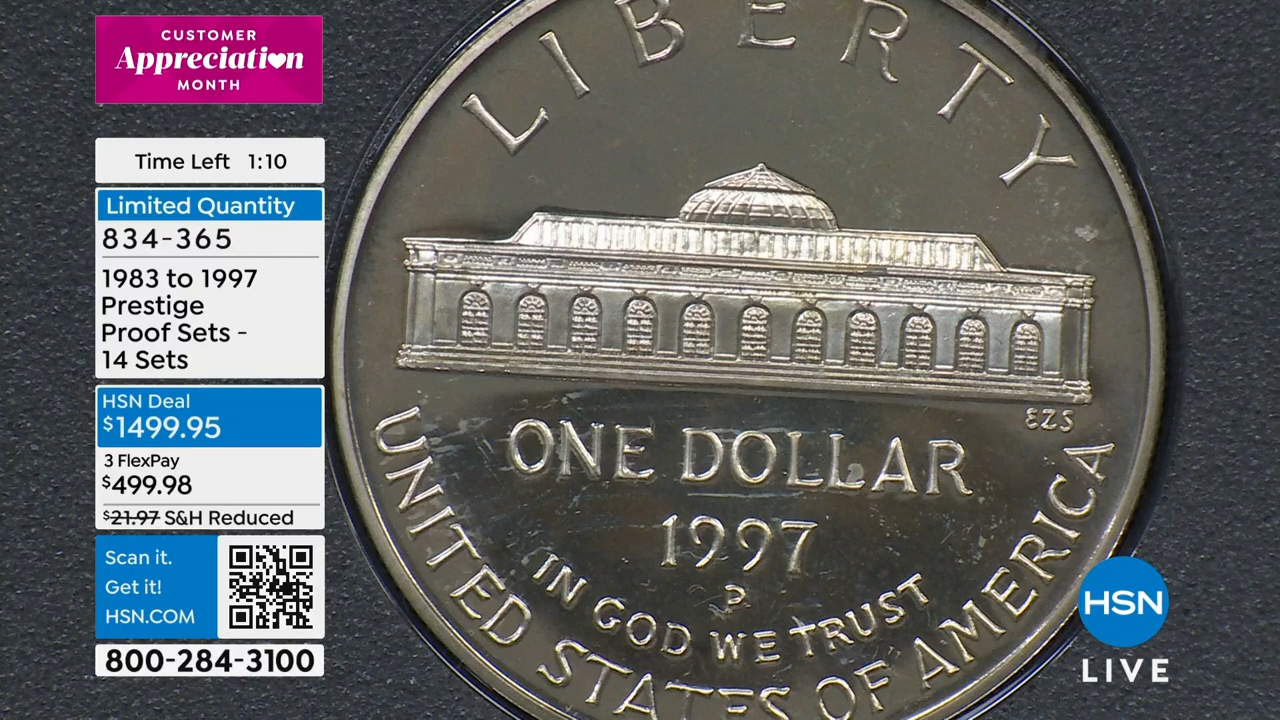 CUSTOMER
Appreciation
MONTH
Time Left 1:10
Limited Quantity
834-365
1983 to 1997
Prestige
Proof Sets -
14 Sets
HSN Deal
$1499.95
3 FlexPay
$499.98
$21.97 S&H Reduced
Scan it.
Get it!
HSN.COM
800-284-3100
LIBERTY
EZS
ONE DOLLAR
1997
P
IN GOD WE TRUST
UNITED STATES OF AMERICA
HSN
LIVE